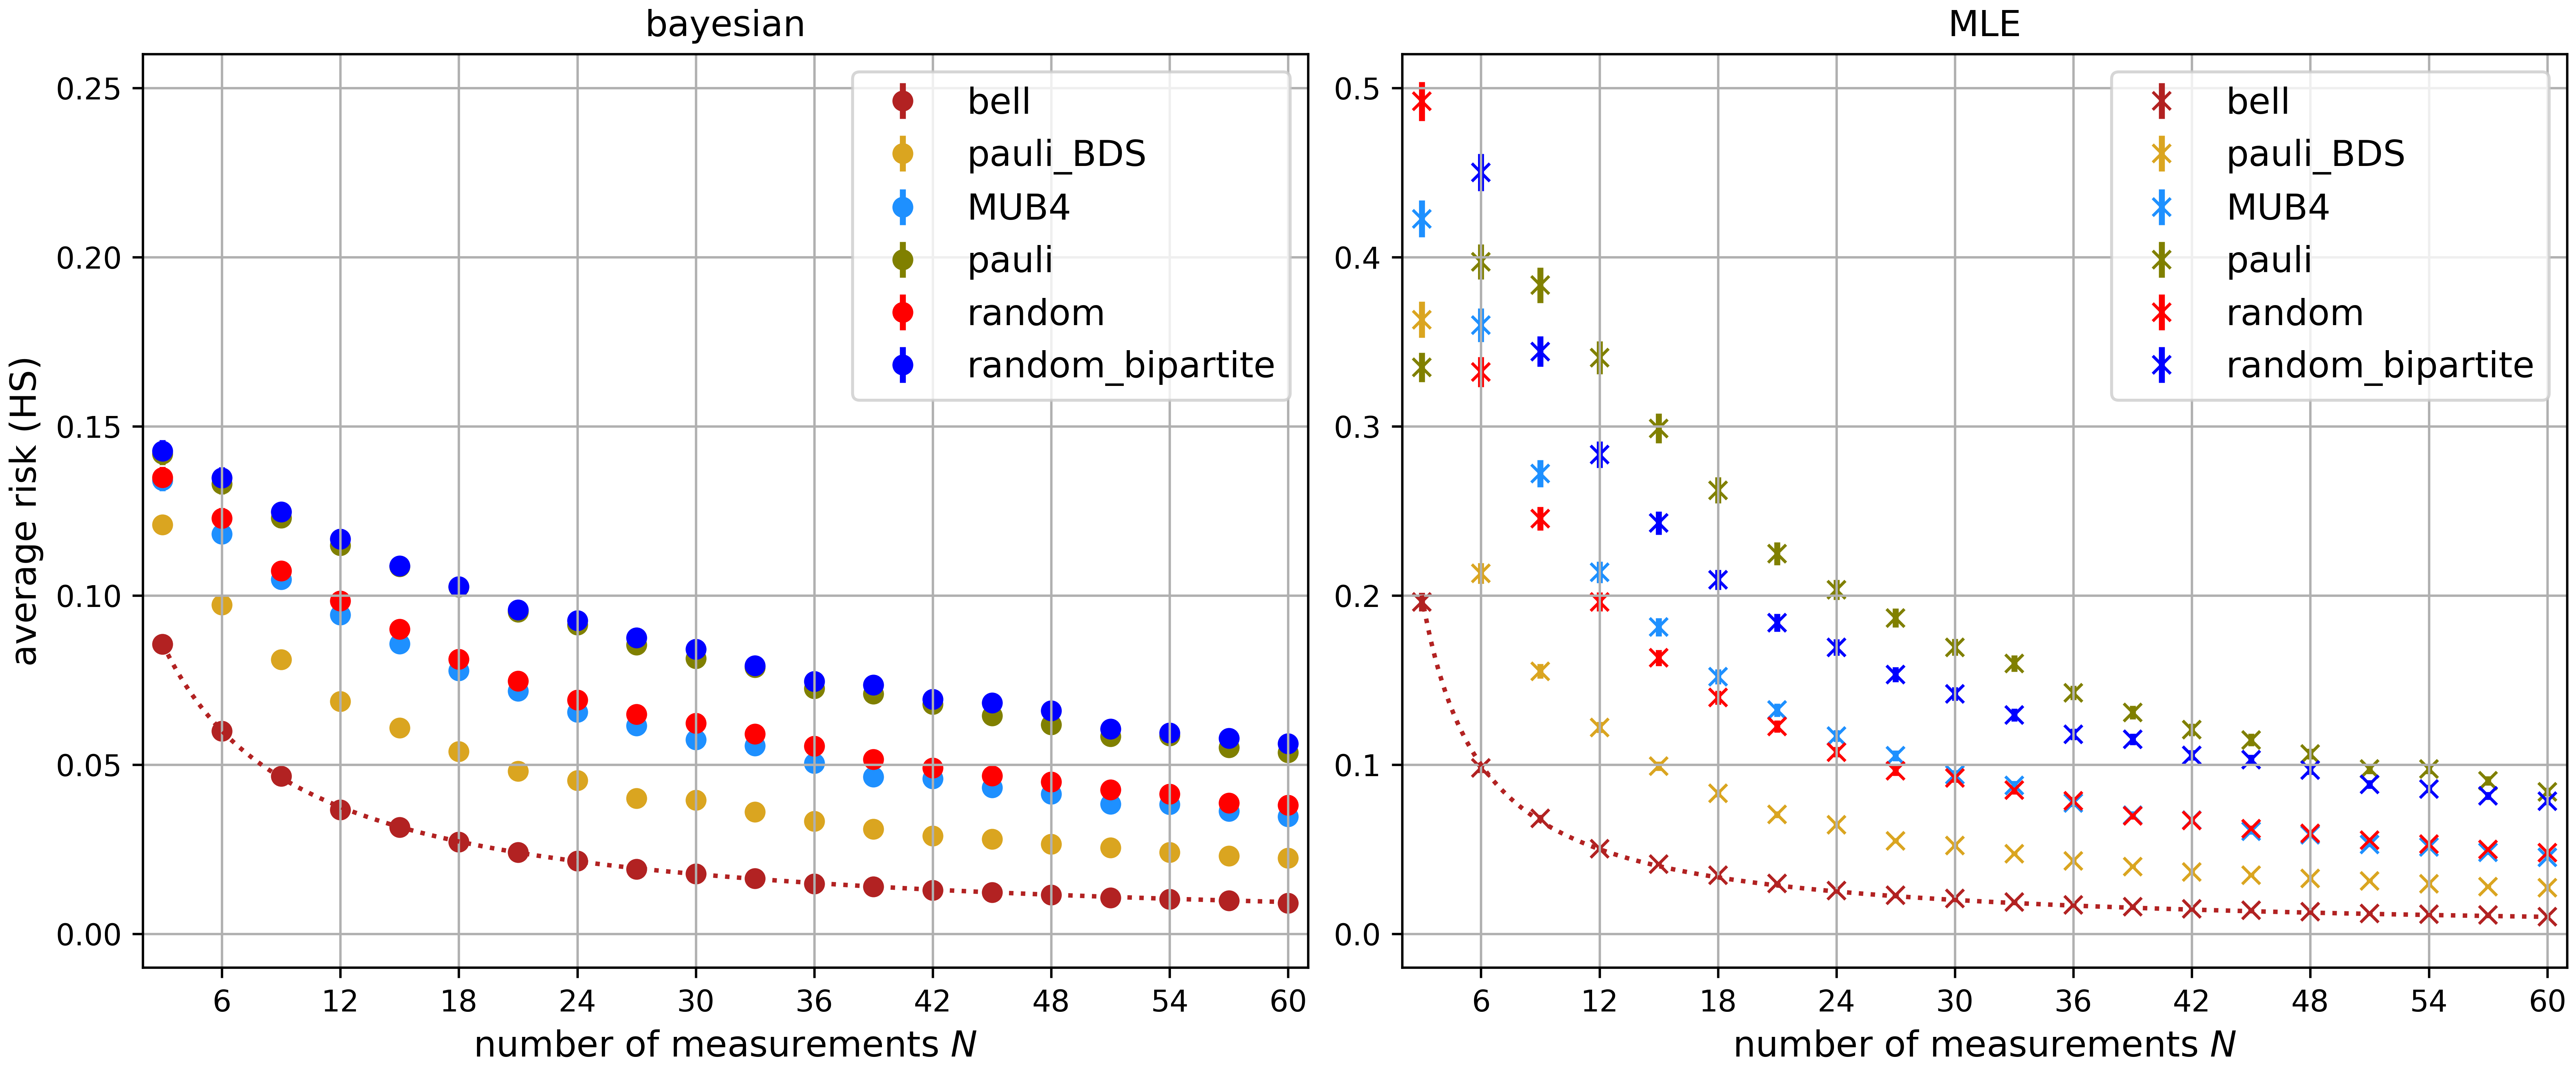 bayesian
average risk (HS)
0.25
0.20
0.15
0.10
0.05
0.00
bell
pauli_BDS
MUB4
pauli
random
random_bipartite
6 12 18 24 30 36 42 48 54 60
number of measurements N
MLE
0.5
0.4
0.3
0.2
0.1
0.0
bell
pauli_BDS
MUB4
pauli
random
random_bipartite
6 12 18 24 30 36 42 48 54 60
number of measurements N